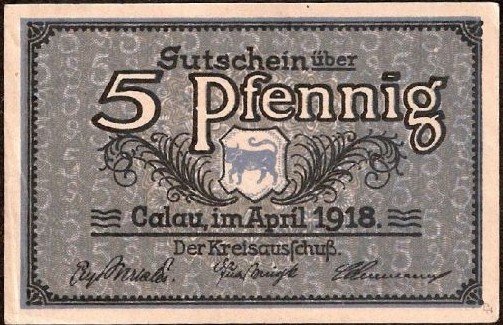 Gutschein über
5 Pfennig
Calau, im April 1918.
Der Kreisausschuß.